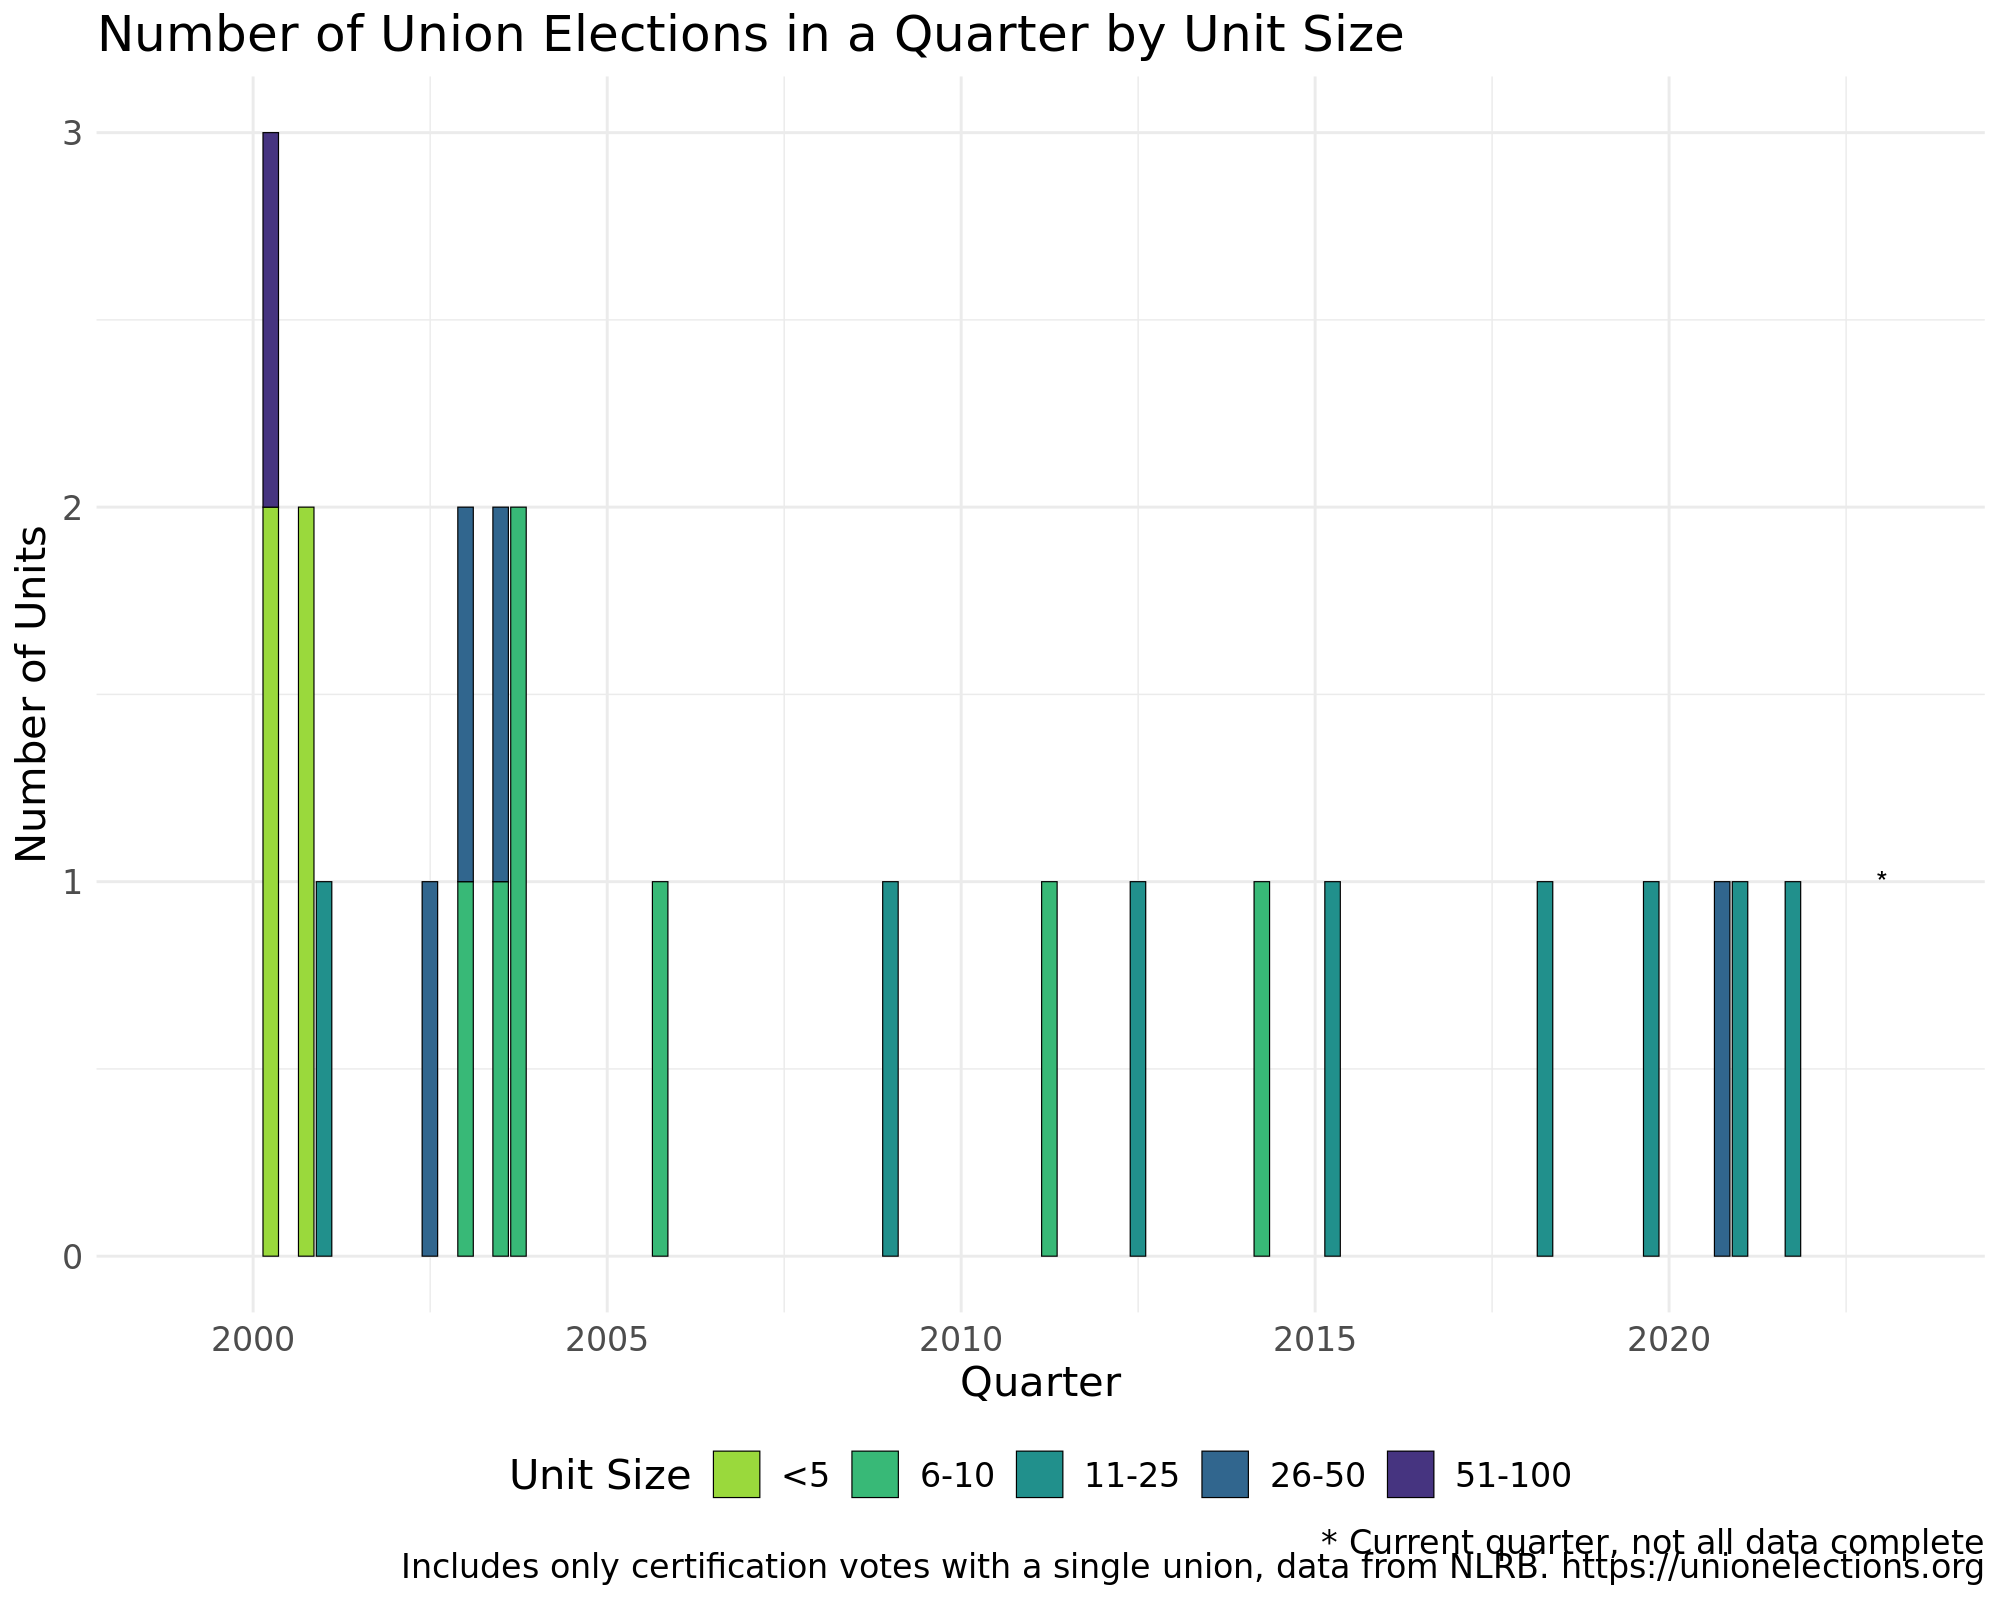 Number of Union Elections in a Quarter by Unit Size
Number of Units
3
2
1
0
*
2000 2005 2010 2015 2020
Quarter
Unit Size <5 6-10 11-25 26-50 51-100
* Current quarter, not all data complete
Includes only certification votes with a single union, data from NLRB. https://unionelections.org